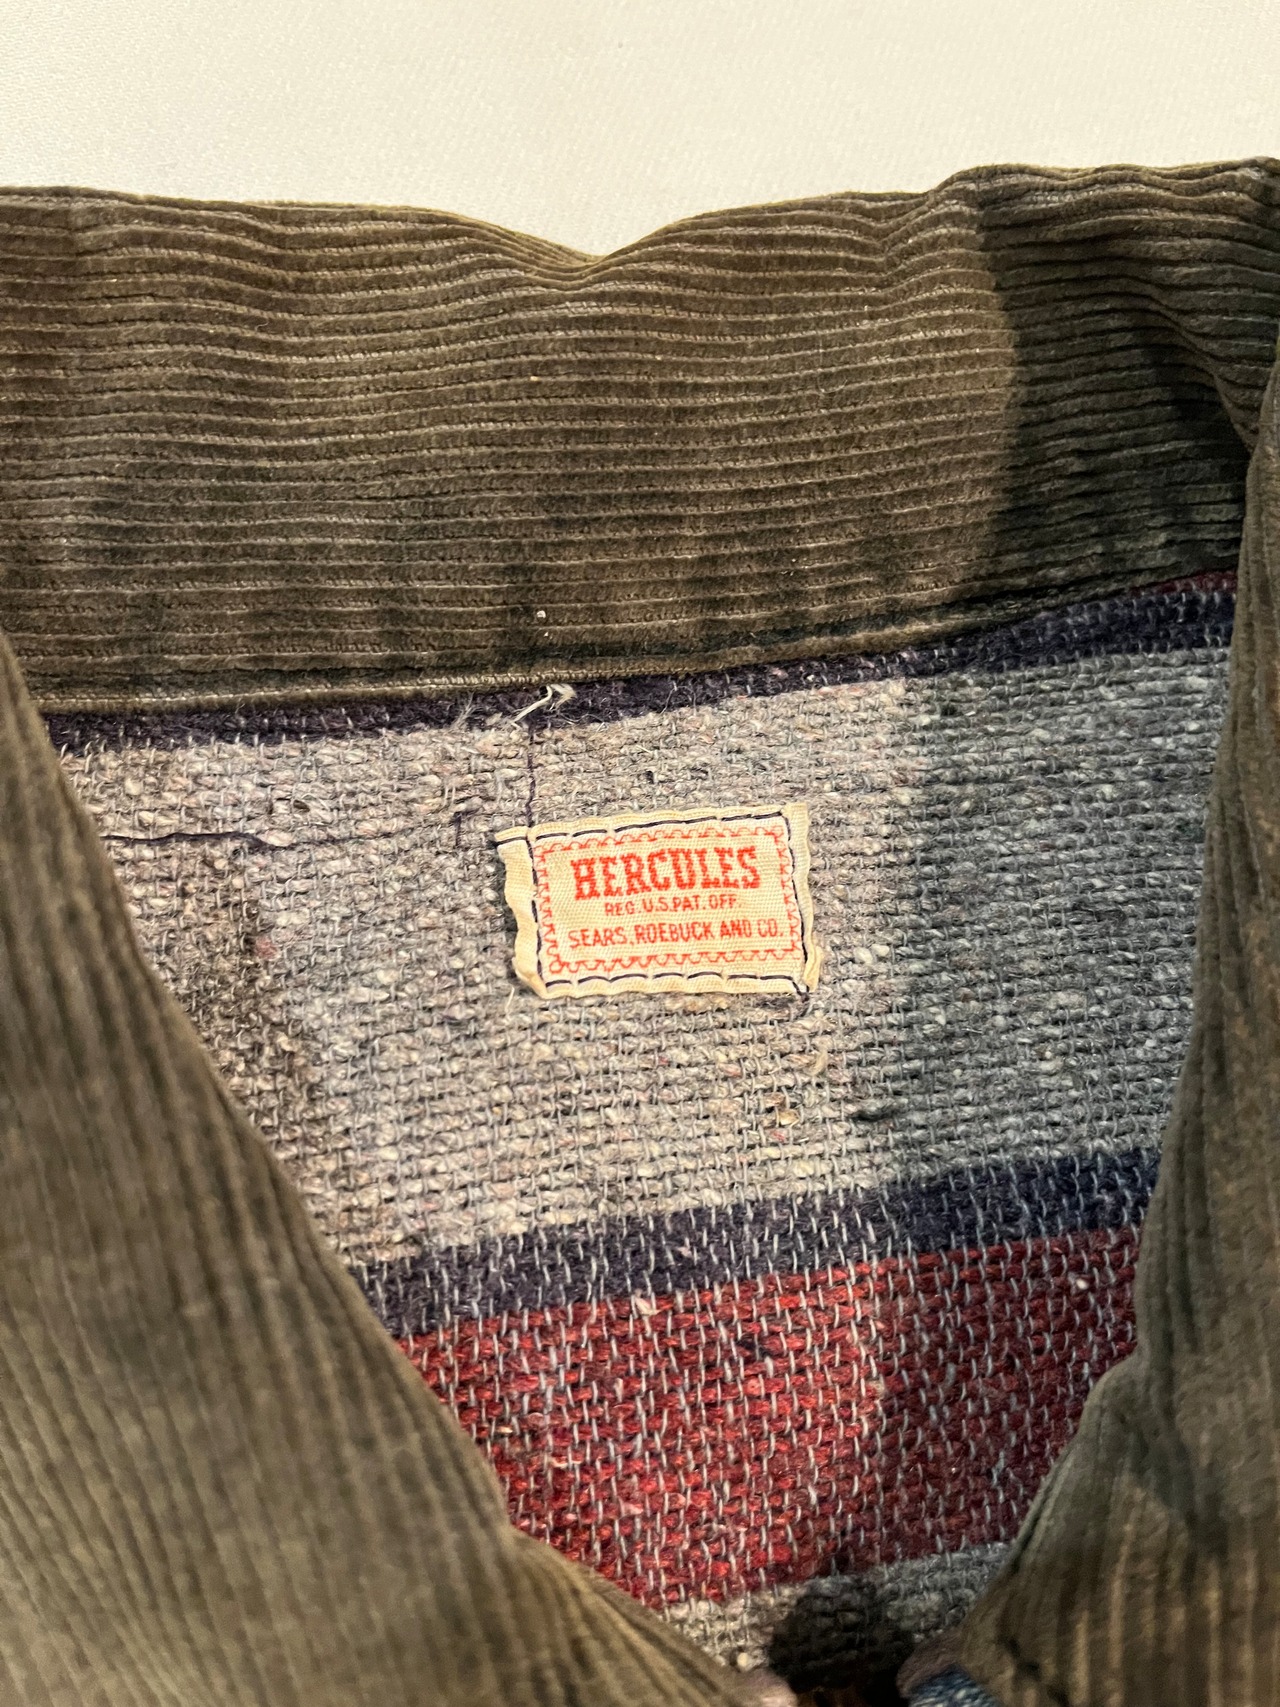 HERCULES
REG. U.S. PAT. OFF.
SEARS, ROEBUCK AND CO.